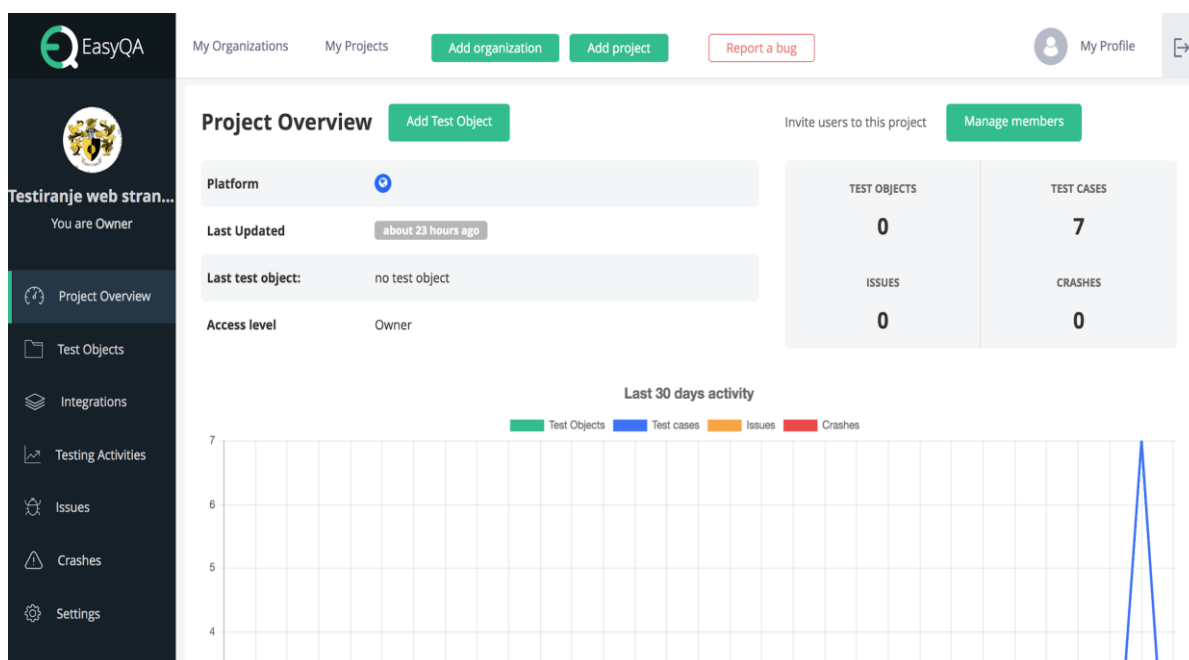 EasyQA
My Organizations My Projects Add organization Add project Report a bug My Profile
Testiranje web stran...
You are Owner
Project Overview
Test Objects
Integrations
Testing Activities
Issues
Crashes
Settings
Project Overview Add Test Object Invite users to this project Manage members
Platform
Last Updated about 23 hours ago
Last test object: no test object
Access level Owner
TEST OBJECTS TEST CASES
0 7
ISSUES CRASHES
0 0
Last 30 days activity
Test Objects Test cases Issues Crashes
7
6
5
4